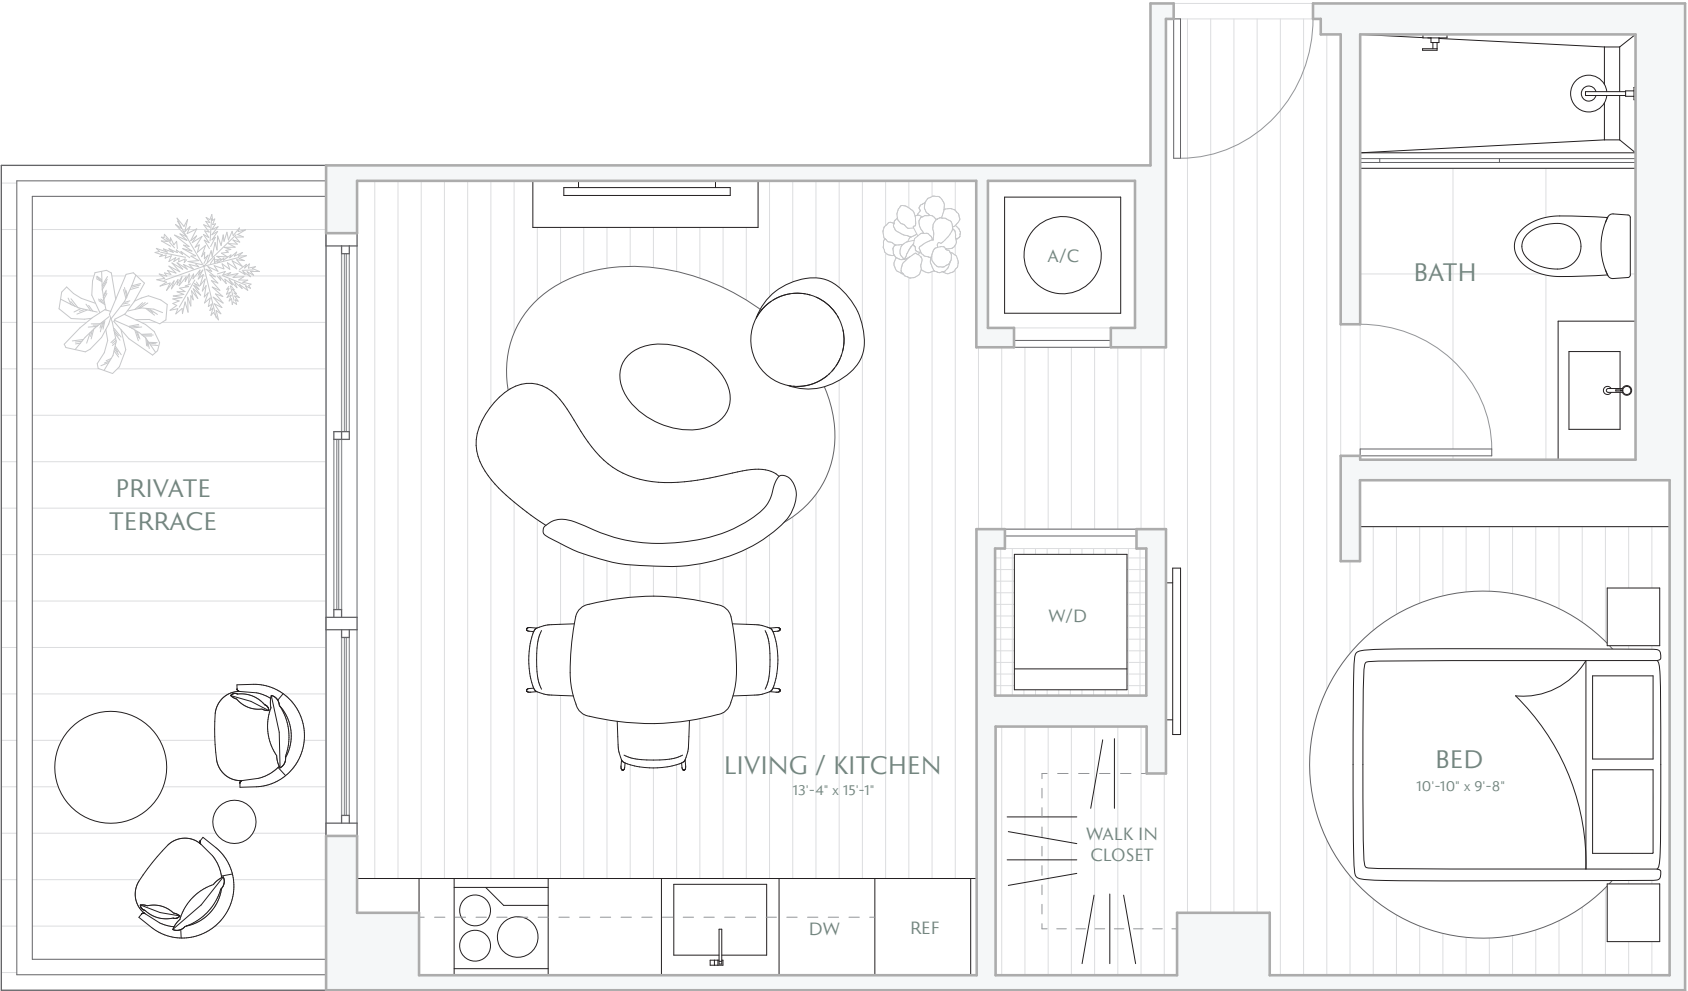 A/C
BATH
PRIVATE
TERRACE
W/D
LIVING / KITCHEN
13'-4" x 15'-1"
BED
10'-10" x 9'-8"
WALK IN
CLOSET
DW
REF